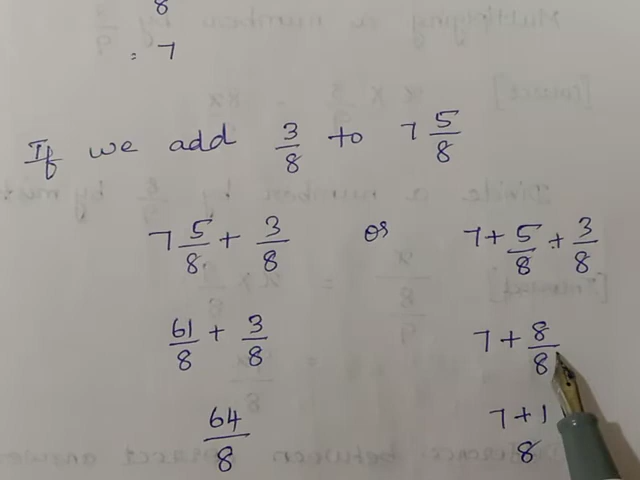 8
= 7
If we add 3/8 to 7 5/8
7 5/8 + 3/8 or 7 + 5/8 + 3/8
61/8 + 3/8 7 + 8/8
64/8 7 + 1
8